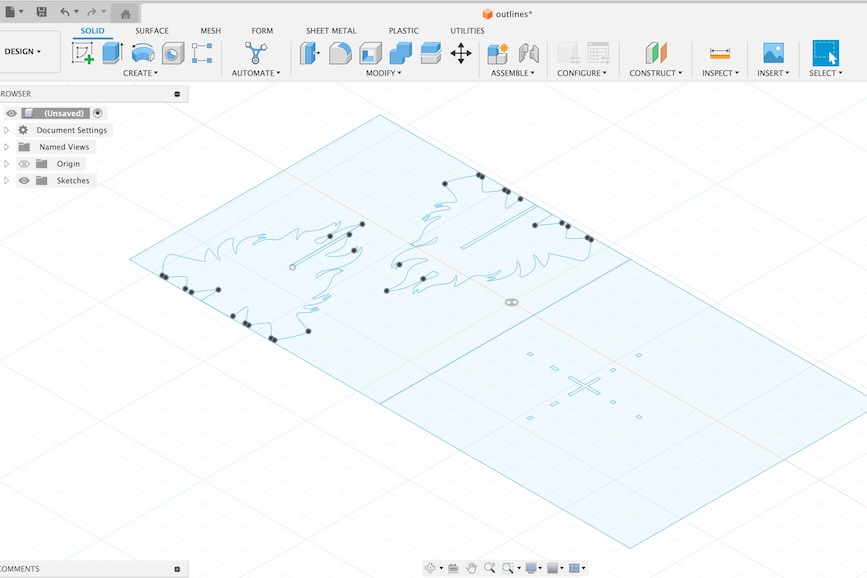 outlines*
SOLID SURFACE MESH FORM SHEET METAL PLASTIC UTILITIES
DESIGN
CREATE AUTOMATE MODIFY ASSEMBLE CONFIGURE CONSTRUCT INSPECT INSERT SELECT
ROWSER
(Unsaved)
Document Settings
Named Views
Origin
Sketches
OMMENTS